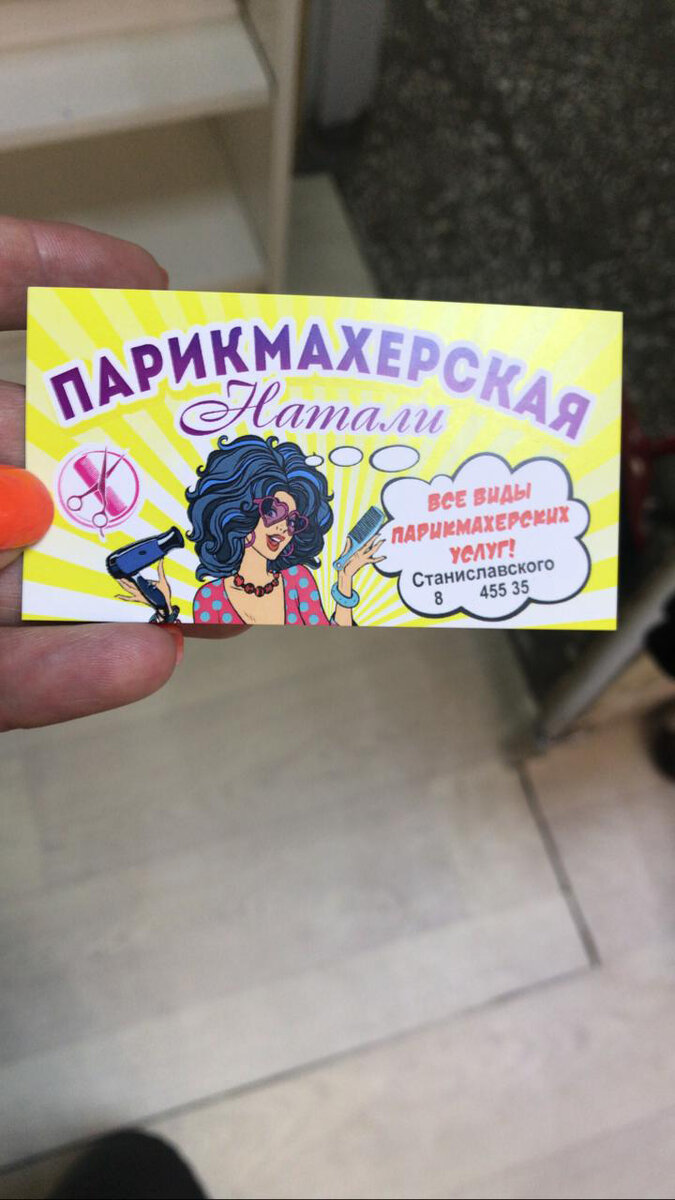 ПАРИКМАХЕРСКАЯ
Натали
ВСЕ ВИДЫ
ПАРИКМАХЕРСКИХ
УСЛУГ!
Станиславского
8 455 35